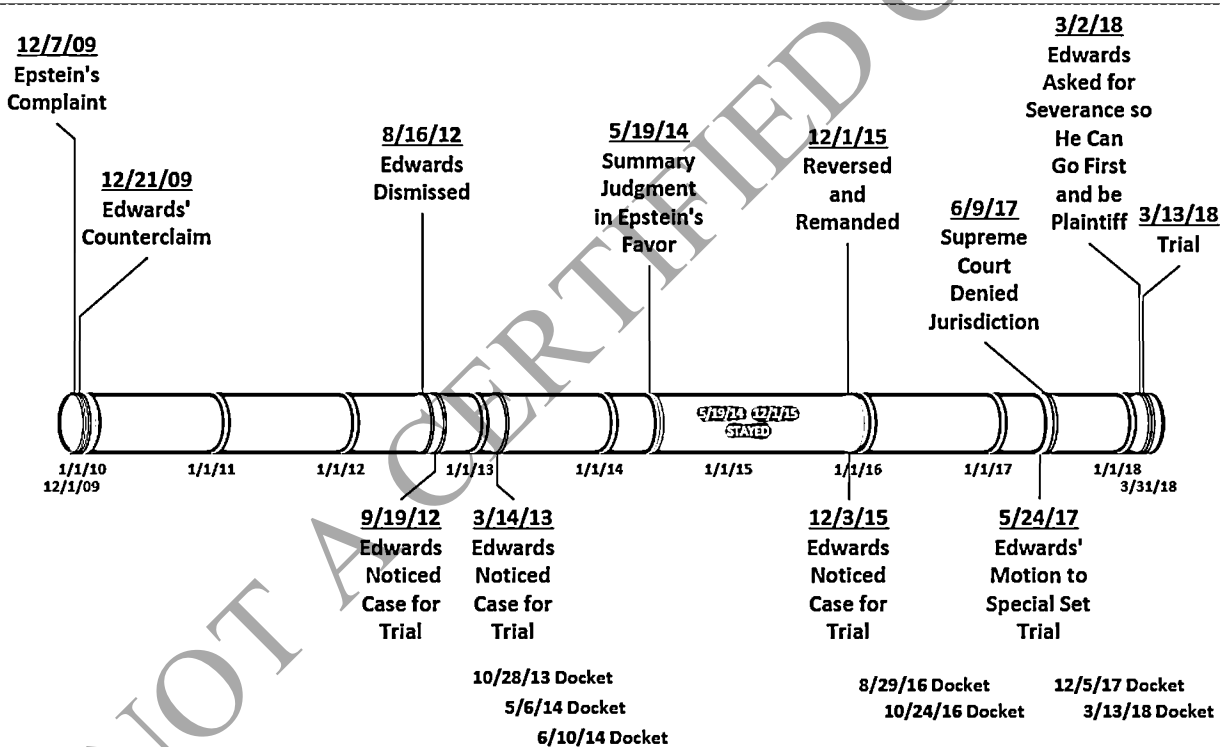 12/7/09
Epstein's
Complaint
12/21/09
Edwards'
Counterclaim
8/16/12
Edwards
Dismissed
5/19/14
Summary
Judgment
in Epstein's
Favor
12/1/15
Reversed
and
Remanded
6/9/17
Supreme
Court
Denied
Jurisdiction
3/2/18
Edwards
Asked for
Severance so
He Can
Go First
and be
Plaintiff
3/13/18
Trial
5/19/14 12/1/15
STAYED
1/1/10 1/1/11 1/1/12 1/1/13 1/1/14 1/1/15 1/1/16 1/1/17 1/1/18
12/1/09 3/31/18
9/19/12
Edwards
Noticed
Case for
Trial
3/14/13
Edwards
Noticed
Case for
Trial
12/3/15
Edwards
Noticed
Case for
Trial
5/24/17
Edwards'
Motion to
Special Set
Trial
10/28/13 Docket
5/6/14 Docket
6/10/14 Docket
8/29/16 Docket
10/24/16 Docket
12/5/17 Docket
3/13/18 Docket
NOT A CERTIFIED C